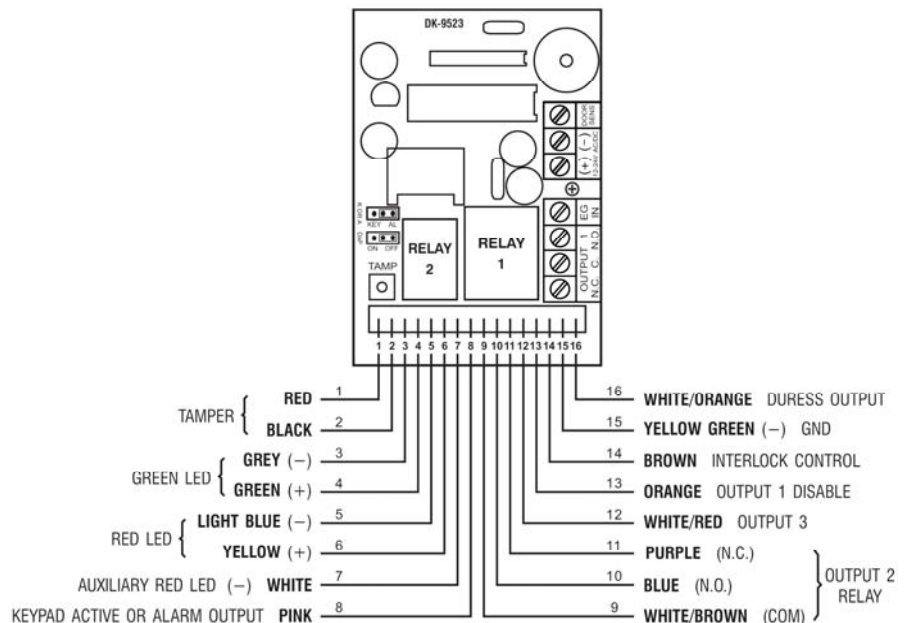 DK-9523
DOOR SENS
(-) AC/DC
(+) 12-24V
EG IN
OUTPUT 1
N.C. C. N.O
K OR A
KEY AL
DAP
ON OFF
TAMP
RELAY 2
RELAY 1
1 2 3 4 5 6 7 8 9 10 11 12 13 14 15 16
TAMPER
RED 1
BLACK 2
GREEN LED
GREY (−) 3
GREEN (+) 4
RED LED
LIGHT BLUE (−) 5
YELLOW (+) 6
AUXILIARY RED LED (−) WHITE 7
KEYPAD ACTIVE OR ALARM OUTPUT PINK 8
16 WHITE/ORANGE DURESS OUTPUT
15 YELLOW GREEN (−) GND
14 BROWN INTERLOCK CONTROL
13 ORANGE OUTPUT 1 DISABLE
12 WHITE/RED OUTPUT 3
11 PURPLE (N.C.)
10 BLUE (N.O.)
9 WHITE/BROWN (COM)
OUTPUT 2
RELAY